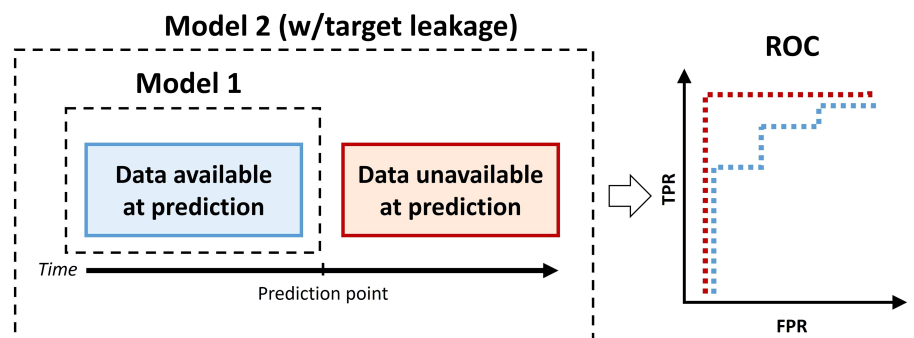 Model 2 (w/target leakage)
Model 1
Data available
at prediction
Data unavailable
at prediction
Time
Prediction point
ROC
TPR
FPR